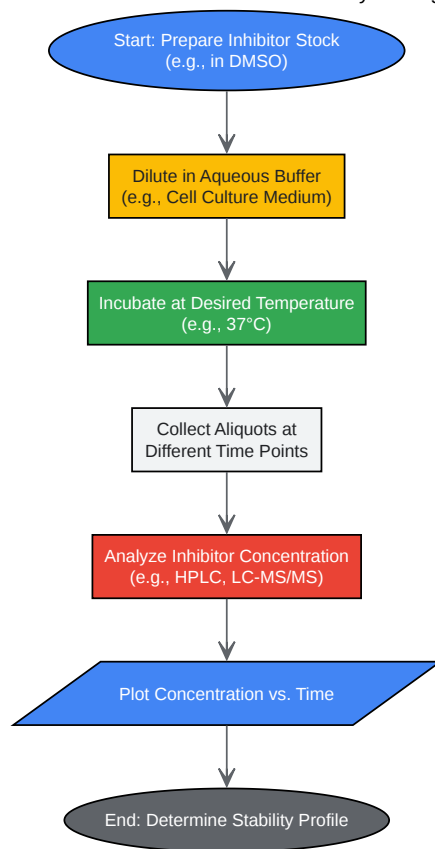 Start: Prepare Inhibitor Stock
(e.g., in DMSO)
Dilute in Aqueous Buffer
(e.g., Cell Culture Medium)
Incubate at Desired Temperature
(e.g., 37°C)
Collect Aliquots at
Different Time Points
Analyze Inhibitor Concentration
(e.g., HPLC, LC-MS/MS)
Plot Concentration vs. Time
End: Determine Stability Profile